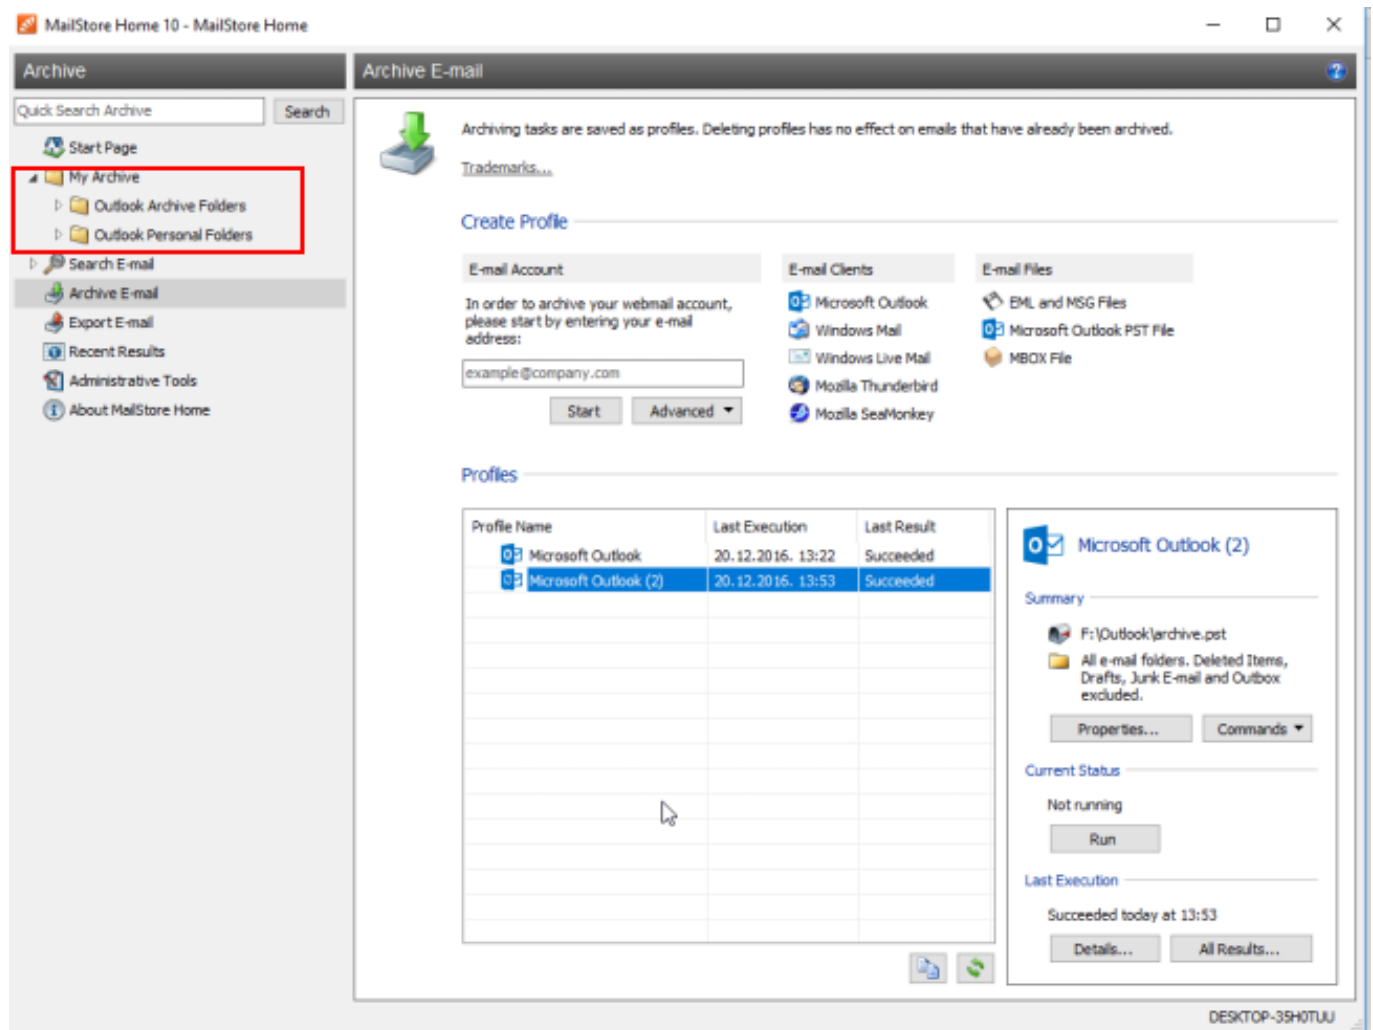 MailStore Home 10 - MailStore Home
Archive
Quick Search Archive
Search
Start Page
My Archive
Outlook Archive Folders
Outlook Personal Folders
Search E-mail
Archive E-mail
Export E-mail
Recent Results
Administrative Tools
About MailStore Home
Archive E-mail
Archiving tasks are saved as profiles. Deleting profiles has no effect on emails that have already been archived.
Trademarks...
Create Profile
E-mail Account
In order to archive your webmail account,
please start by entering your e-mail
address:
example@company.com
Start
Advanced
E-mail Clients
Microsoft Outlook
Windows Mail
Windows Live Mail
Mozilla Thunderbird
Mozilla SeaMonkey
E-mail Files
EML and MSG Files
Microsoft Outlook PST File
MBOX File
Profiles
Profile Name Last Execution Last Result
Microsoft Outlook 20.12.2016. 13:22 Succeeded
Microsoft Outlook (2) 20.12.2016. 13:53 Succeeded
Microsoft Outlook (2)
Summary
F:\Outlook\archive.pst
All e-mail folders. Deleted Items,
Drafts, Junk E-mail and Outbox
excluded.
Properties...
Commands
Current Status
Not running
Run
Last Execution
Succeeded today at 13:53
Details...
All Results...
DESKTOP-35H0TUU